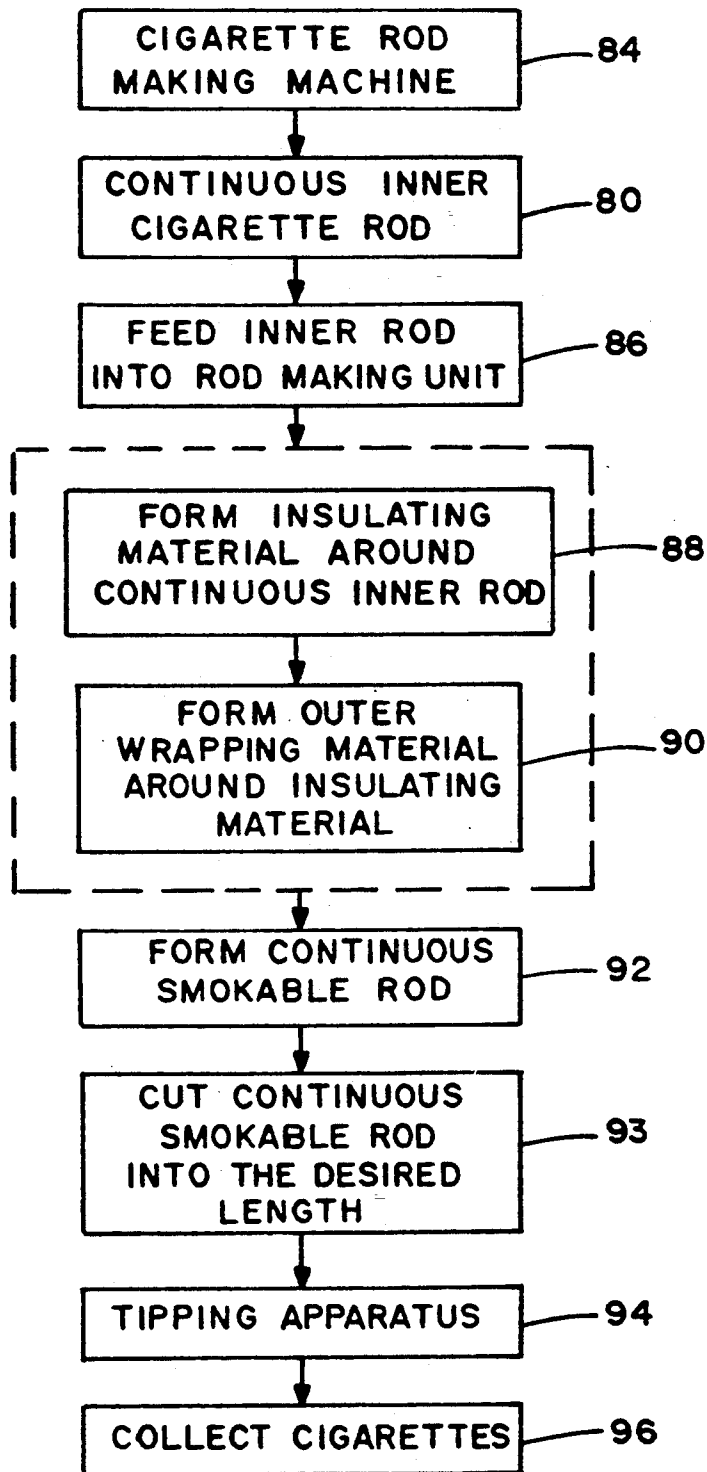 CIGARETTE ROD
MAKING MACHINE
84
CONTINUOUS INNER
CIGARETTE ROD
80
FEED INNER ROD
INTO ROD MAKING UNIT
86
FORM INSULATING
MATERIAL AROUND
CONTINUOUS INNER ROD
88
FORM OUTER
WRAPPING MATERIAL
AROUND INSULATING
MATERIAL
90
FORM CONTINUOUS
SMOKABLE ROD
92
CUT CONTINUOUS
SMOKABLE ROD
INTO THE DESIRED
LENGTH
93
TIPPING APPARATUS
94
COLLECT CIGARETTES
96